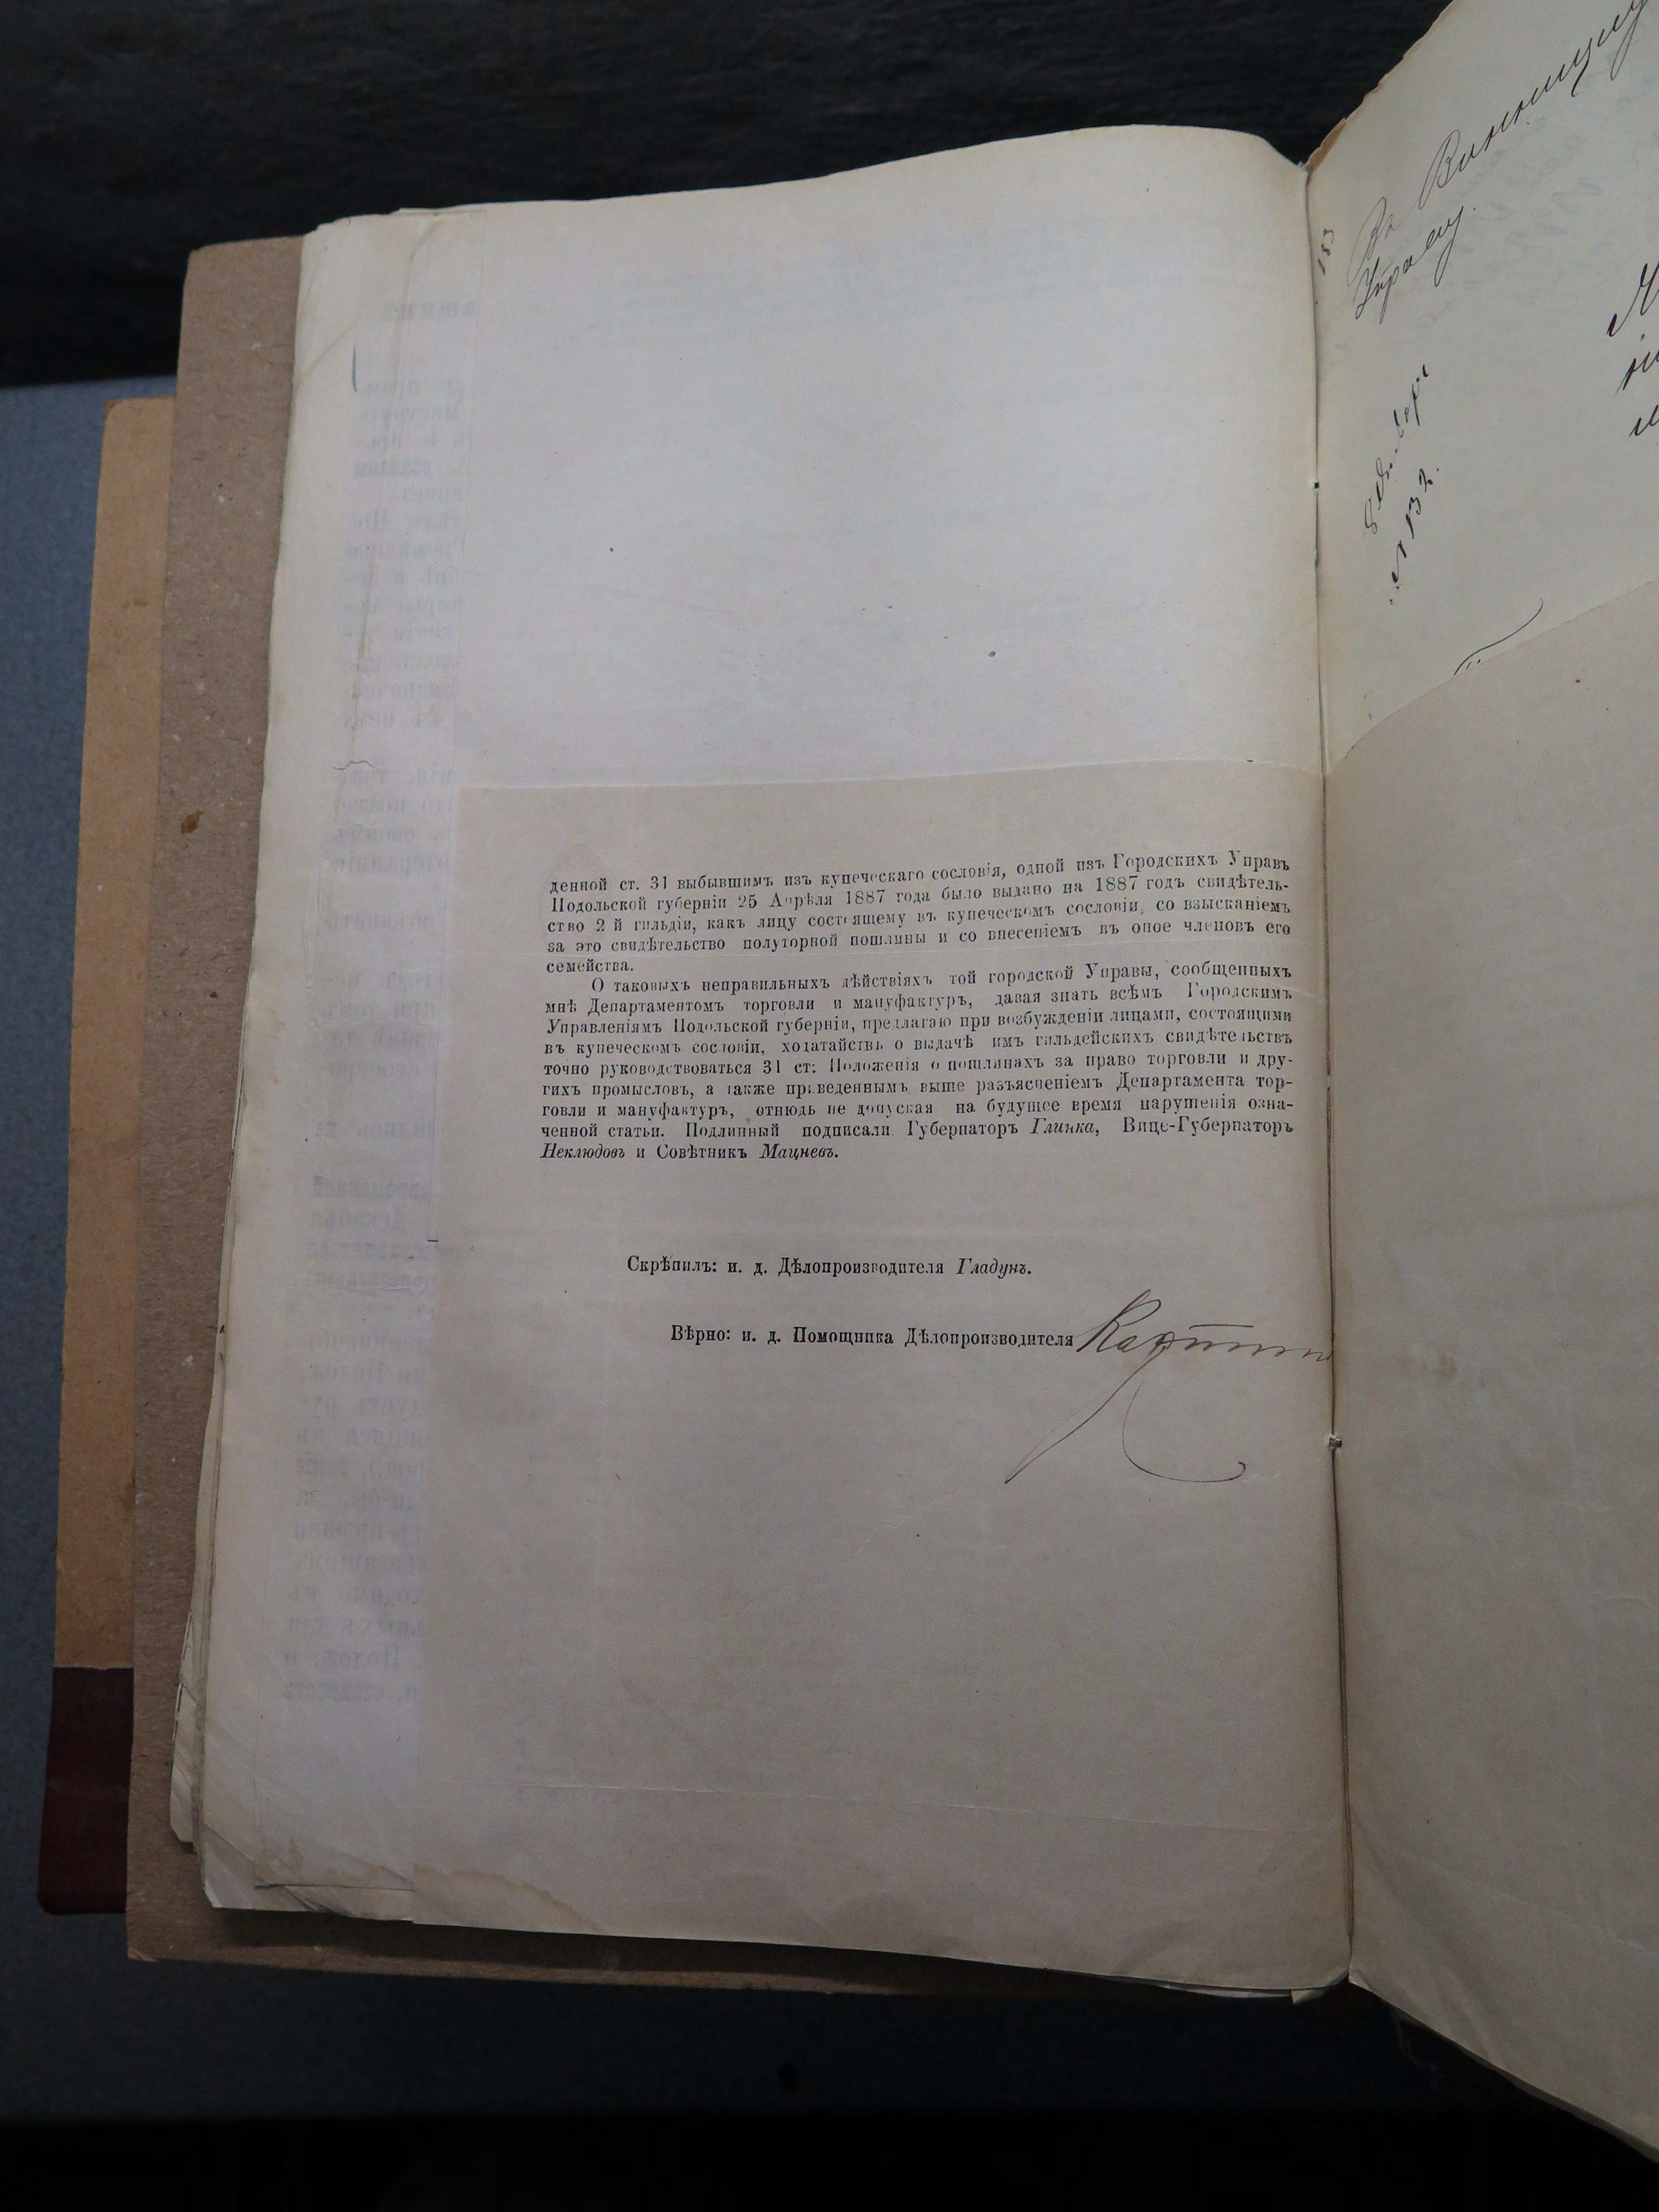 денной ст. 31 выбывшимъ изъ купеческаго сословія, одной изъ Городскихъ Управъ
Подольской губерніи 25 Апрѣля 1887 года было выдано на 1887 годъ свидѣтель-
ство 2 й гильдіи, какъ лицу состоящему въ купеческомъ сословіи, со взысканіемъ
за это свидѣтельство полуторной пошлины и со внесеніемъ въ оное членовъ его
семейства.
О таковыхъ неправильныхъ дѣйствіяхъ той городской Управы, сообщенныхъ
мнѣ Департаментомъ торговли и мануфактуръ, давая знать всѣмъ Городскимъ
Управленіямъ Подольской губерніи, предлагаю при возбужденіи лицами, состоящими
въ купеческомъ сословіи, ходатайствъ о выдачѣ имъ гильдейскихъ свидѣтельствъ
точно руководствоваться 31 ст. Положенія о пошлинахъ за право торговли и дру-
гихъ промысловъ, а также приведеннымъ выше разъясненіемъ Департамента тор-
говли и мануфактуръ, отнюдь не допуская на будущее время нарушенія озна-
ченной статьи. Подлинный подписали Губернаторъ Глинка, Вице-Губернаторъ
Неклюдовъ и Совѣтникъ Мацневъ.
Скрѣпилъ: и. д. Дѣлопроизводителя Гладунъ.
Вѣрно: и. д. Помощника Дѣлопроизводителя
183
Управу.
№ 132.